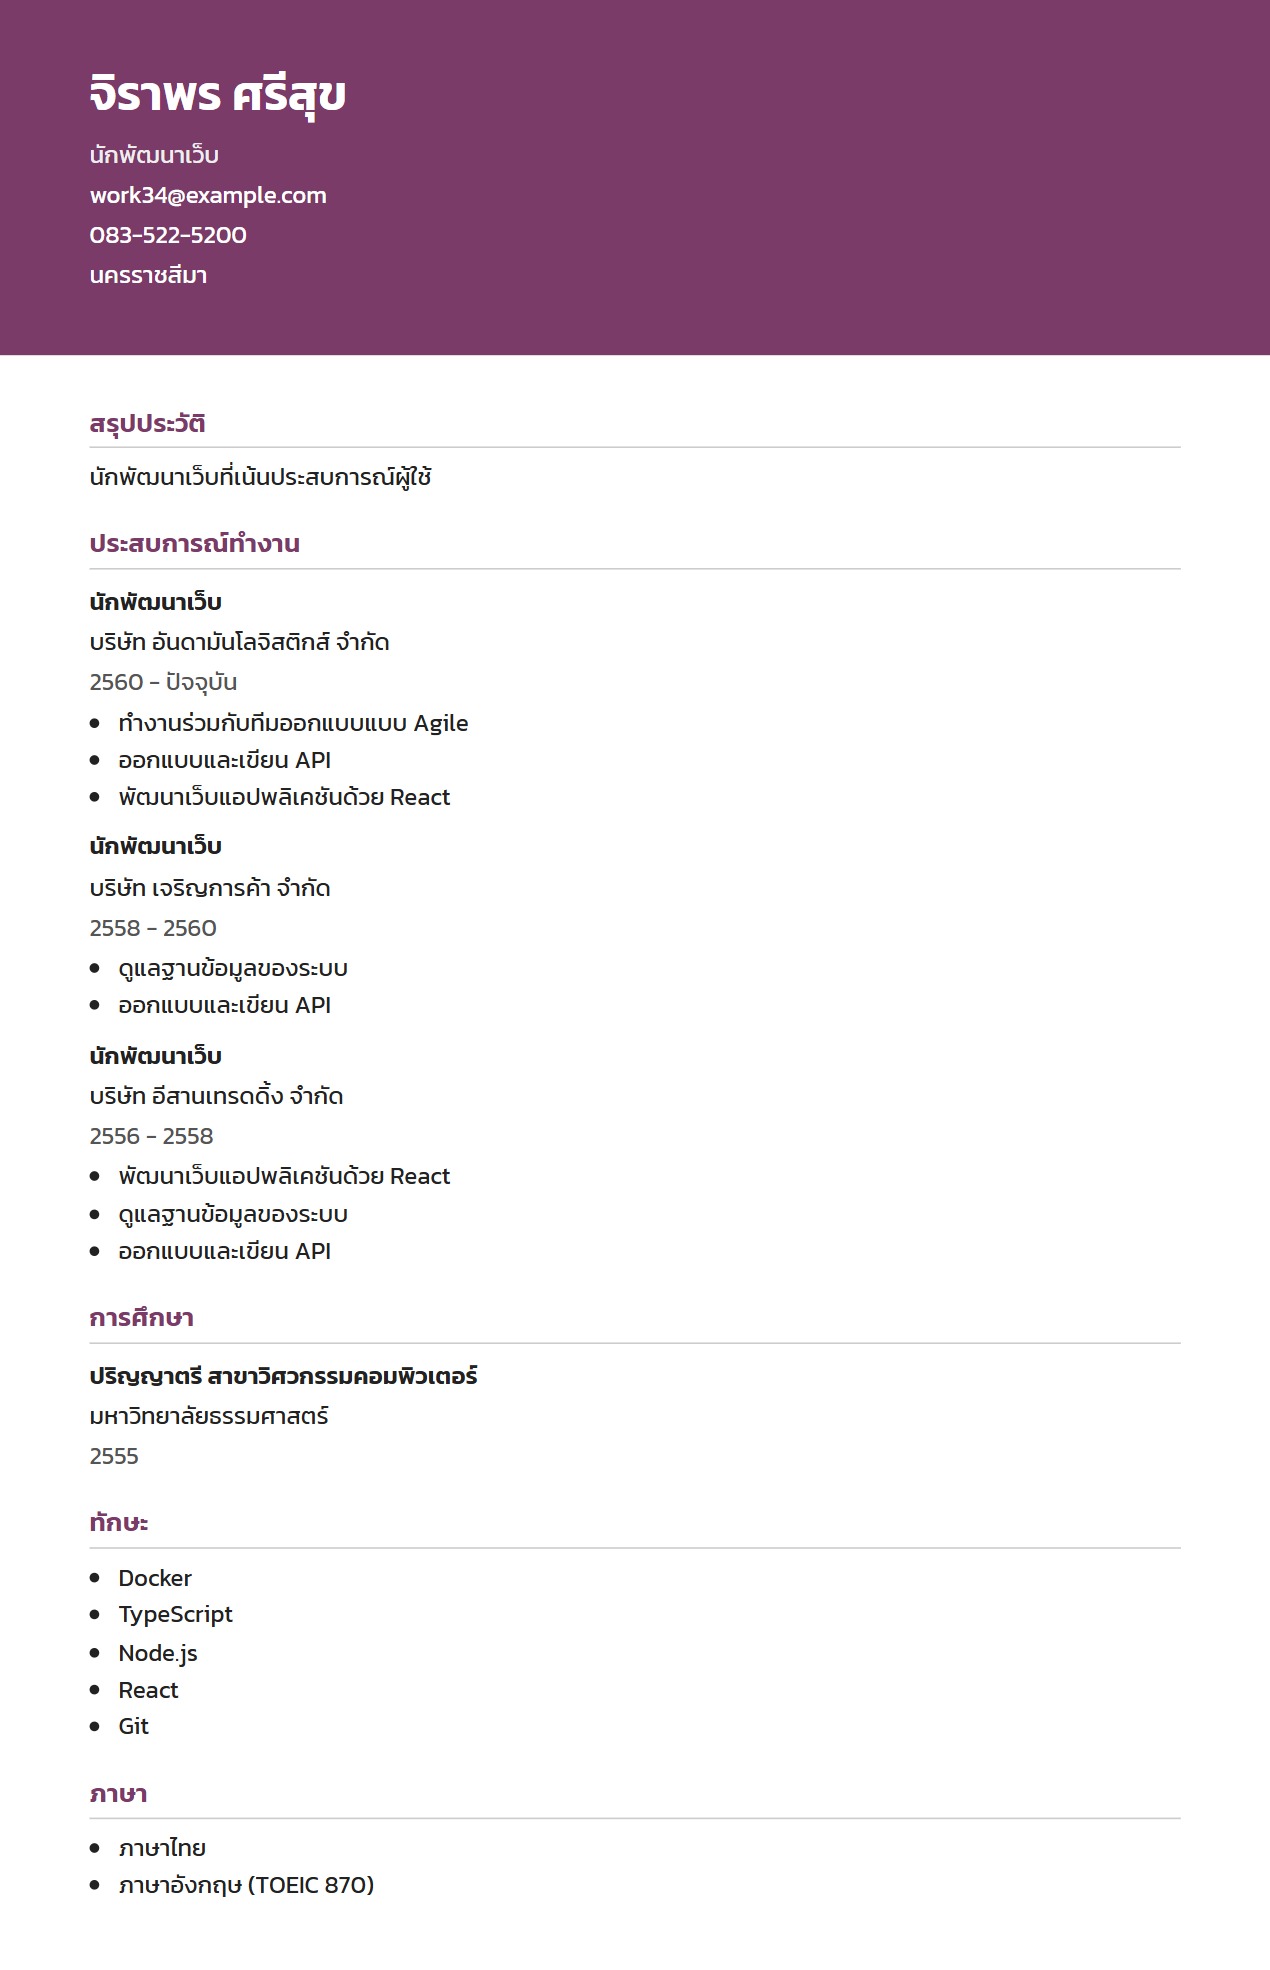 จิราพร ศรีสุข
นักพัฒนาเว็บ
work34@example.com
083-522-5200
นครราชสีมา
สรุปประวัติ
นักพัฒนาเว็บที่เน้นประสบการณ์ผู้ใช้
ประสบการณ์ทำงาน
นักพัฒนาเว็บ
บริษัท อันดามันโลจิสติกส์ จำกัด
2560 - ปัจจุบัน
• ทำงานร่วมกับทีมออกแบบแบบ Agile
• ออกแบบและเขียน API
• พัฒนาเว็บแอปพลิเคชันด้วย React
นักพัฒนาเว็บ
บริษัท เจริญการค้า จำกัด
2558 - 2560
• ดูแลฐานข้อมูลของระบบ
• ออกแบบและเขียน API
นักพัฒนาเว็บ
บริษัท อีสานเทรดดิ้ง จำกัด
2556 - 2558
• พัฒนาเว็บแอปพลิเคชันด้วย React
• ดูแลฐานข้อมูลของระบบ
• ออกแบบและเขียน API
การศึกษา
ปริญญาตรี สาขาวิศวกรรมคอมพิวเตอร์
มหาวิทยาลัยธรรมศาสตร์
2555
ทักษะ
• Docker
• TypeScript
• Node.js
• React
• Git
ภาษา
• ภาษาไทย
• ภาษาอังกฤษ (TOEIC 870)